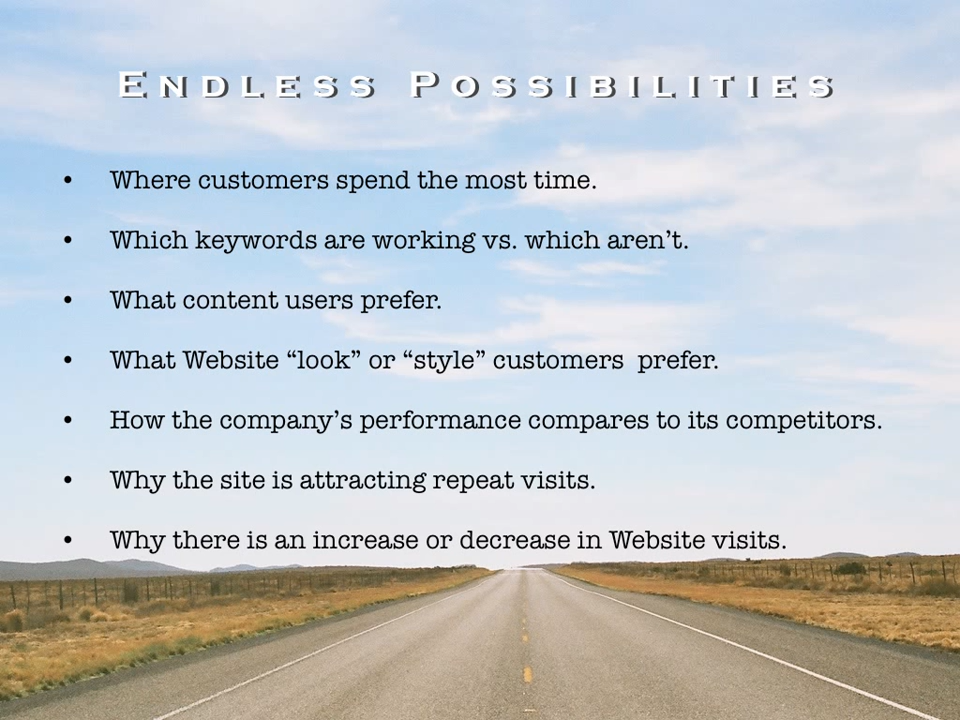 Endless Possibilities
• Where customers spend the most time.
• Which keywords are working vs. which aren’t.
• What content users prefer.
• What Website “look” or “style” customers  prefer.
• How the company’s performance compares to its competitors.
• Why the site is attracting repeat visits.
• Why there is an increase or decrease in Website visits.